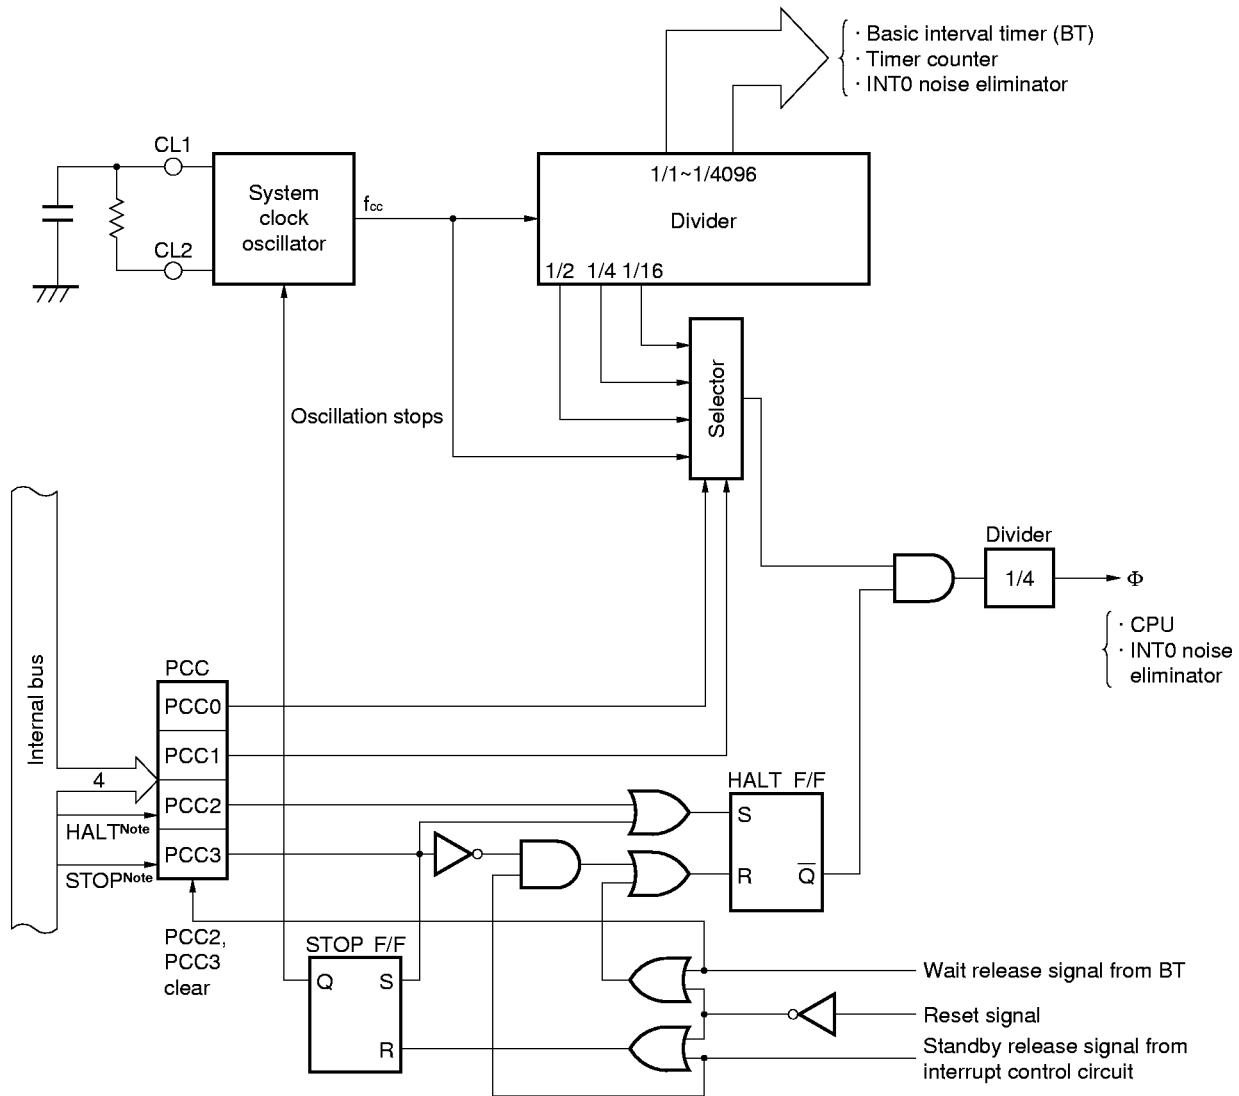 · Basic interval timer (BT)
· Timer counter
· INT0 noise eliminator
CL1
System
clock
oscillator
fcc
1/1~1/4096
Divider
CL2
1/2 1/4 1/16
Selector
Oscillation stops
Divider
1/4
Φ
· CPU
· INT0 noise
eliminator
Internal bus
PCC
PCC0
PCC1
4
PCC2
HALTNote
PCC3
STOPNote
HALT F/F
S
R
Q̅
PCC2,
PCC3
clear
STOP F/F
Q
S
R
Wait release signal from BT
Reset signal
Standby release signal from
interrupt control circuit